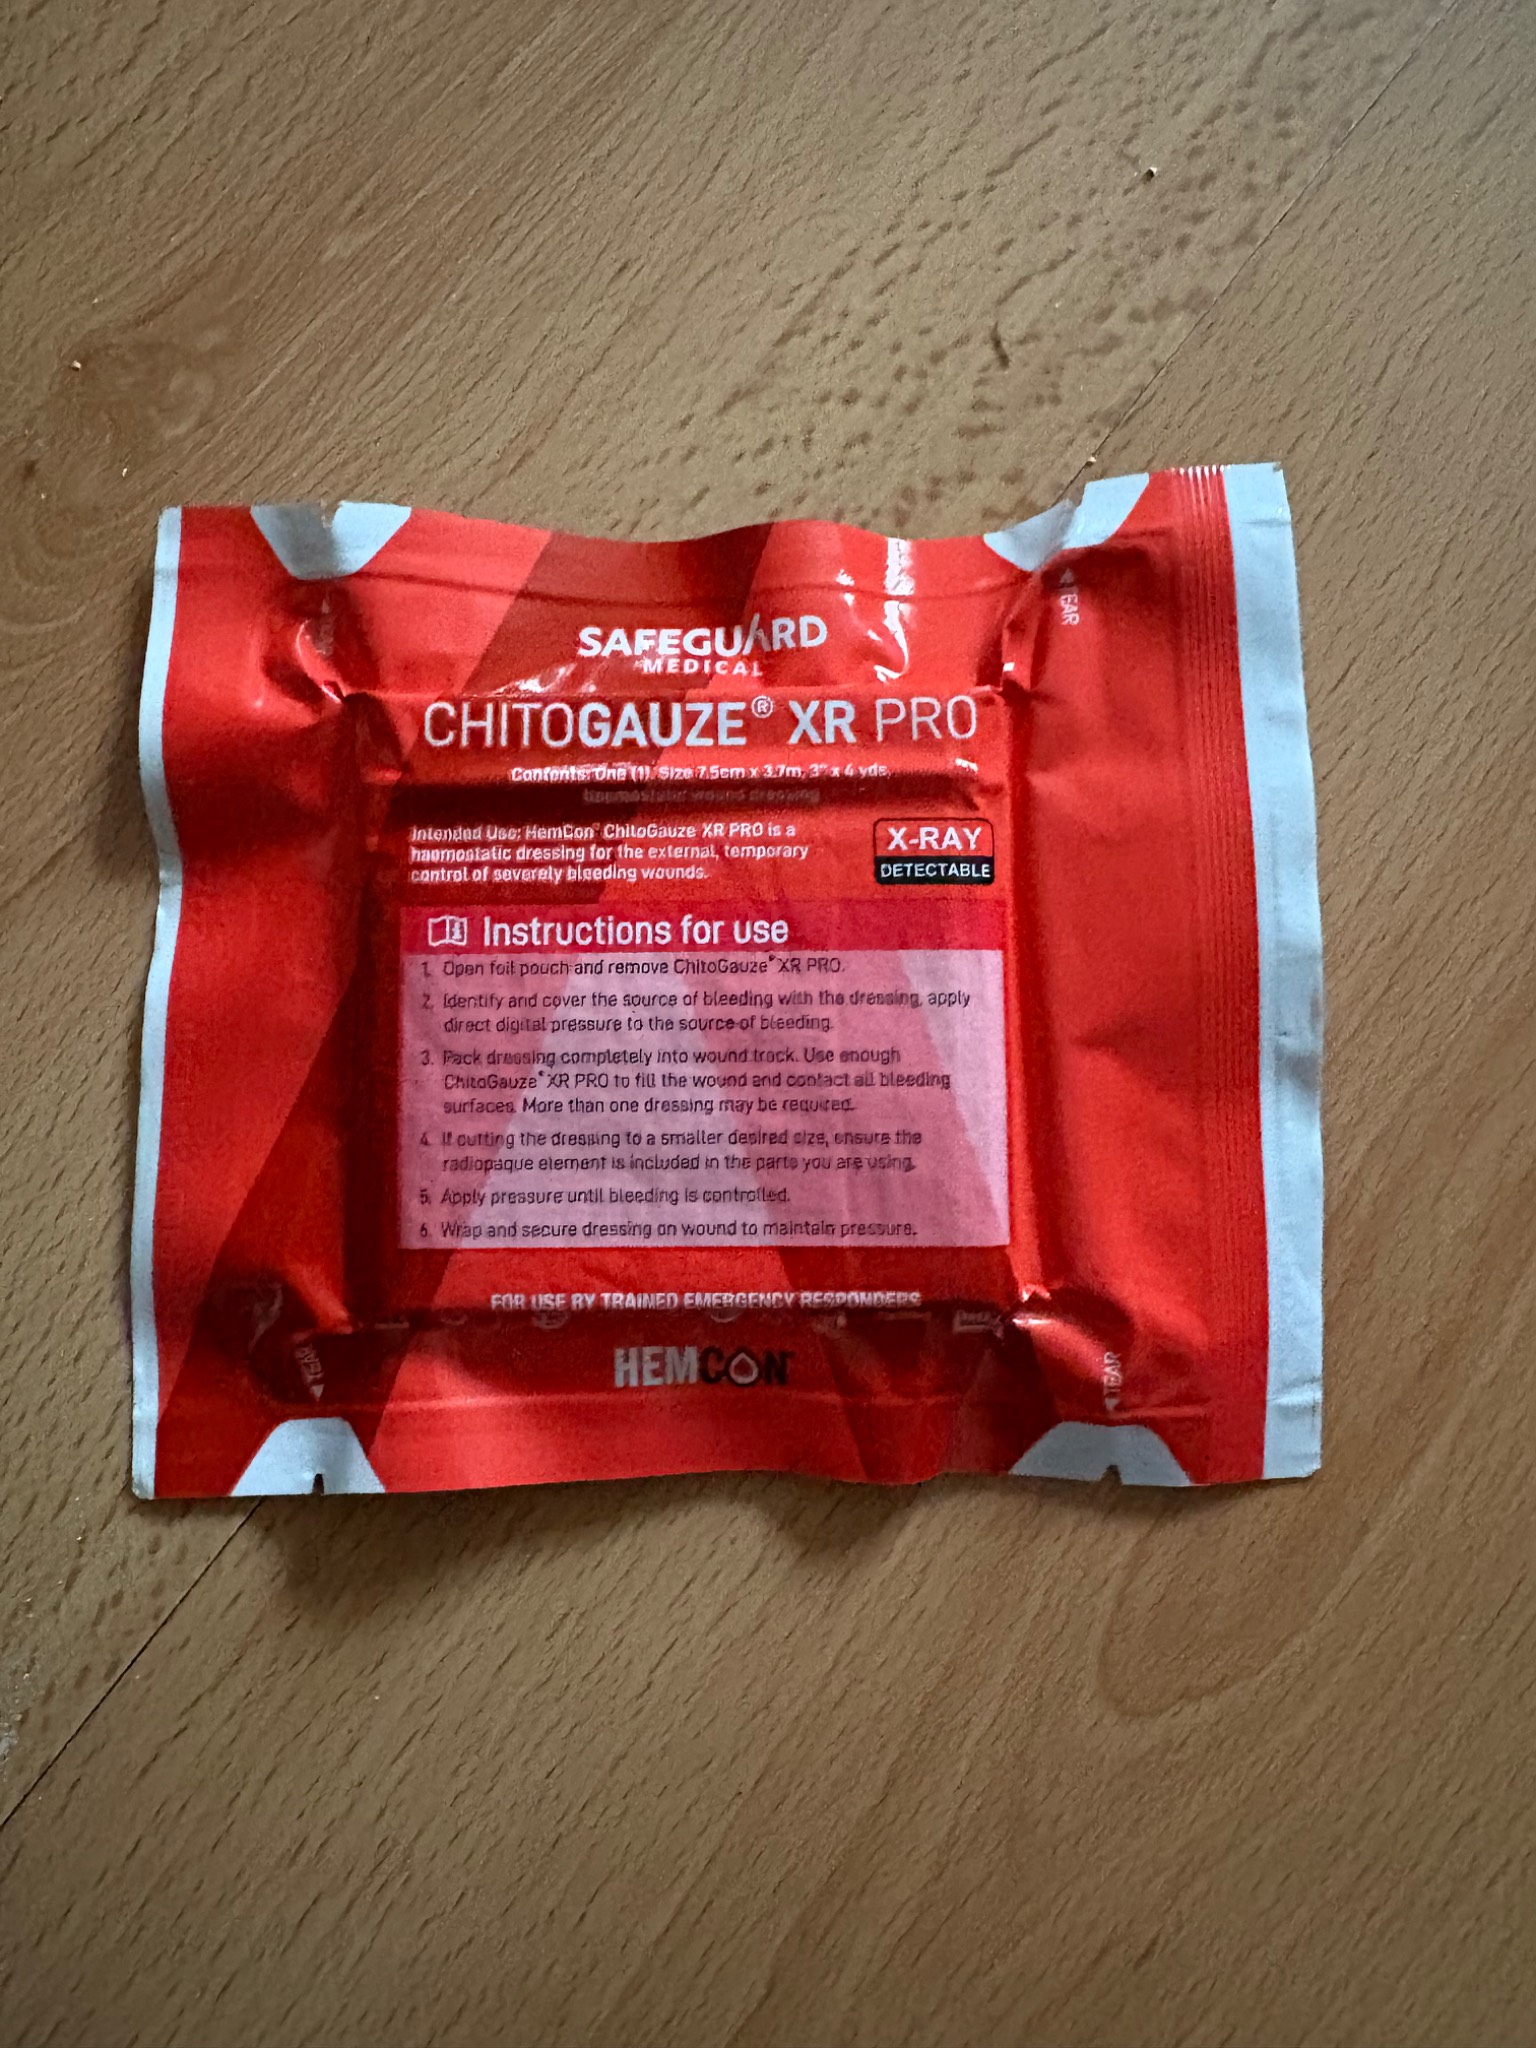 SAFEGUARD
MEDICAL
CHITOGAUZE® XR PRO
Contents: One (1). Size 7.5cm x 3.7m, 3" x 4 yds.
haemostatic wound dressing
Intended Use: HemCon® ChitoGauze XR PRO is a
haemostatic dressing for the external, temporary
control of severely bleeding wounds.
X-RAY
DETECTABLE
Instructions for use
1. Open foil pouch and remove ChitoGauze® XR PRO.
2. Identify and cover the source of bleeding with the dressing, apply
direct digital pressure to the source of bleeding.
3. Pack dressing completely into wound track. Use enough
ChitoGauze® XR PRO to fill the wound and contact all bleeding
surfaces. More than one dressing may be required.
4. If cutting the dressing to a smaller desired size, ensure the
radiopaque element is included in the parts you are using.
5. Apply pressure until bleeding is controlled.
6. Wrap and secure dressing on wound to maintain pressure.
FOR USE BY TRAINED EMERGENCY RESPONDERS
HEMCON™
TEAR
TEAR
TEAR